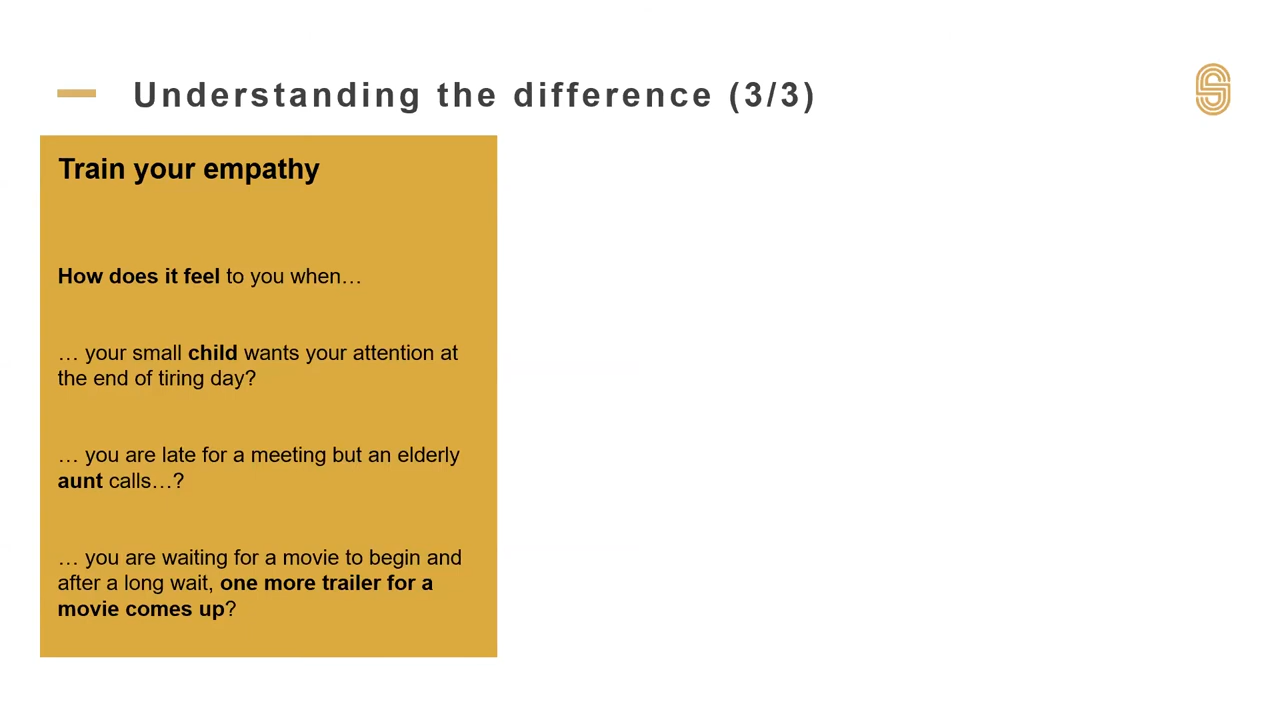 Understanding the difference (3/3)
Train your empathy
How does it feel to you when…
… your small child wants your attention at
the end of tiring day?
… you are late for a meeting but an elderly
aunt calls…?
… you are waiting for a movie to begin and
after a long wait, one more trailer for a
movie comes up?